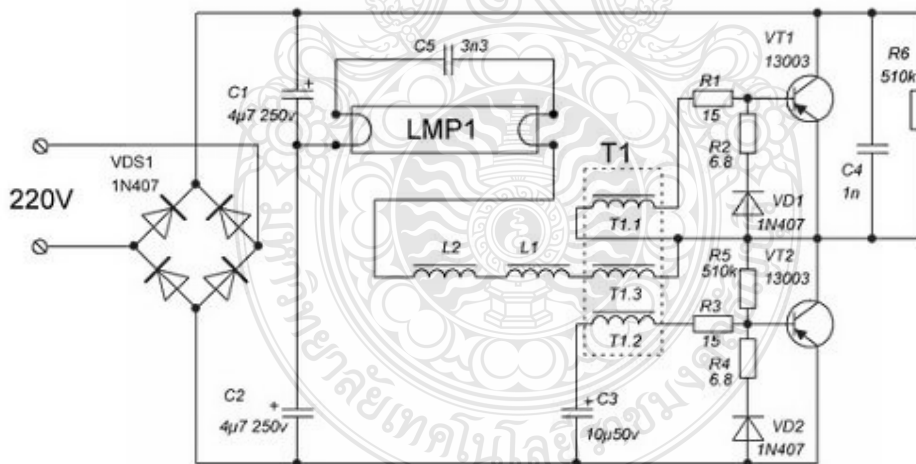 C5 3n3
VT1
13003
R6
510k
C1
4µ7 250v
LMP1
R1
15
T1
R2
6.8
C4
1n
VDS1
1N407
220V
T1.1
VD1
1N407
L2
L1
R5
510k
VT2
13003
T1.3
R3
15
T1.2
R4
6.8
C2
4µ7 250v
C3
10µ50v
VD2
1N407